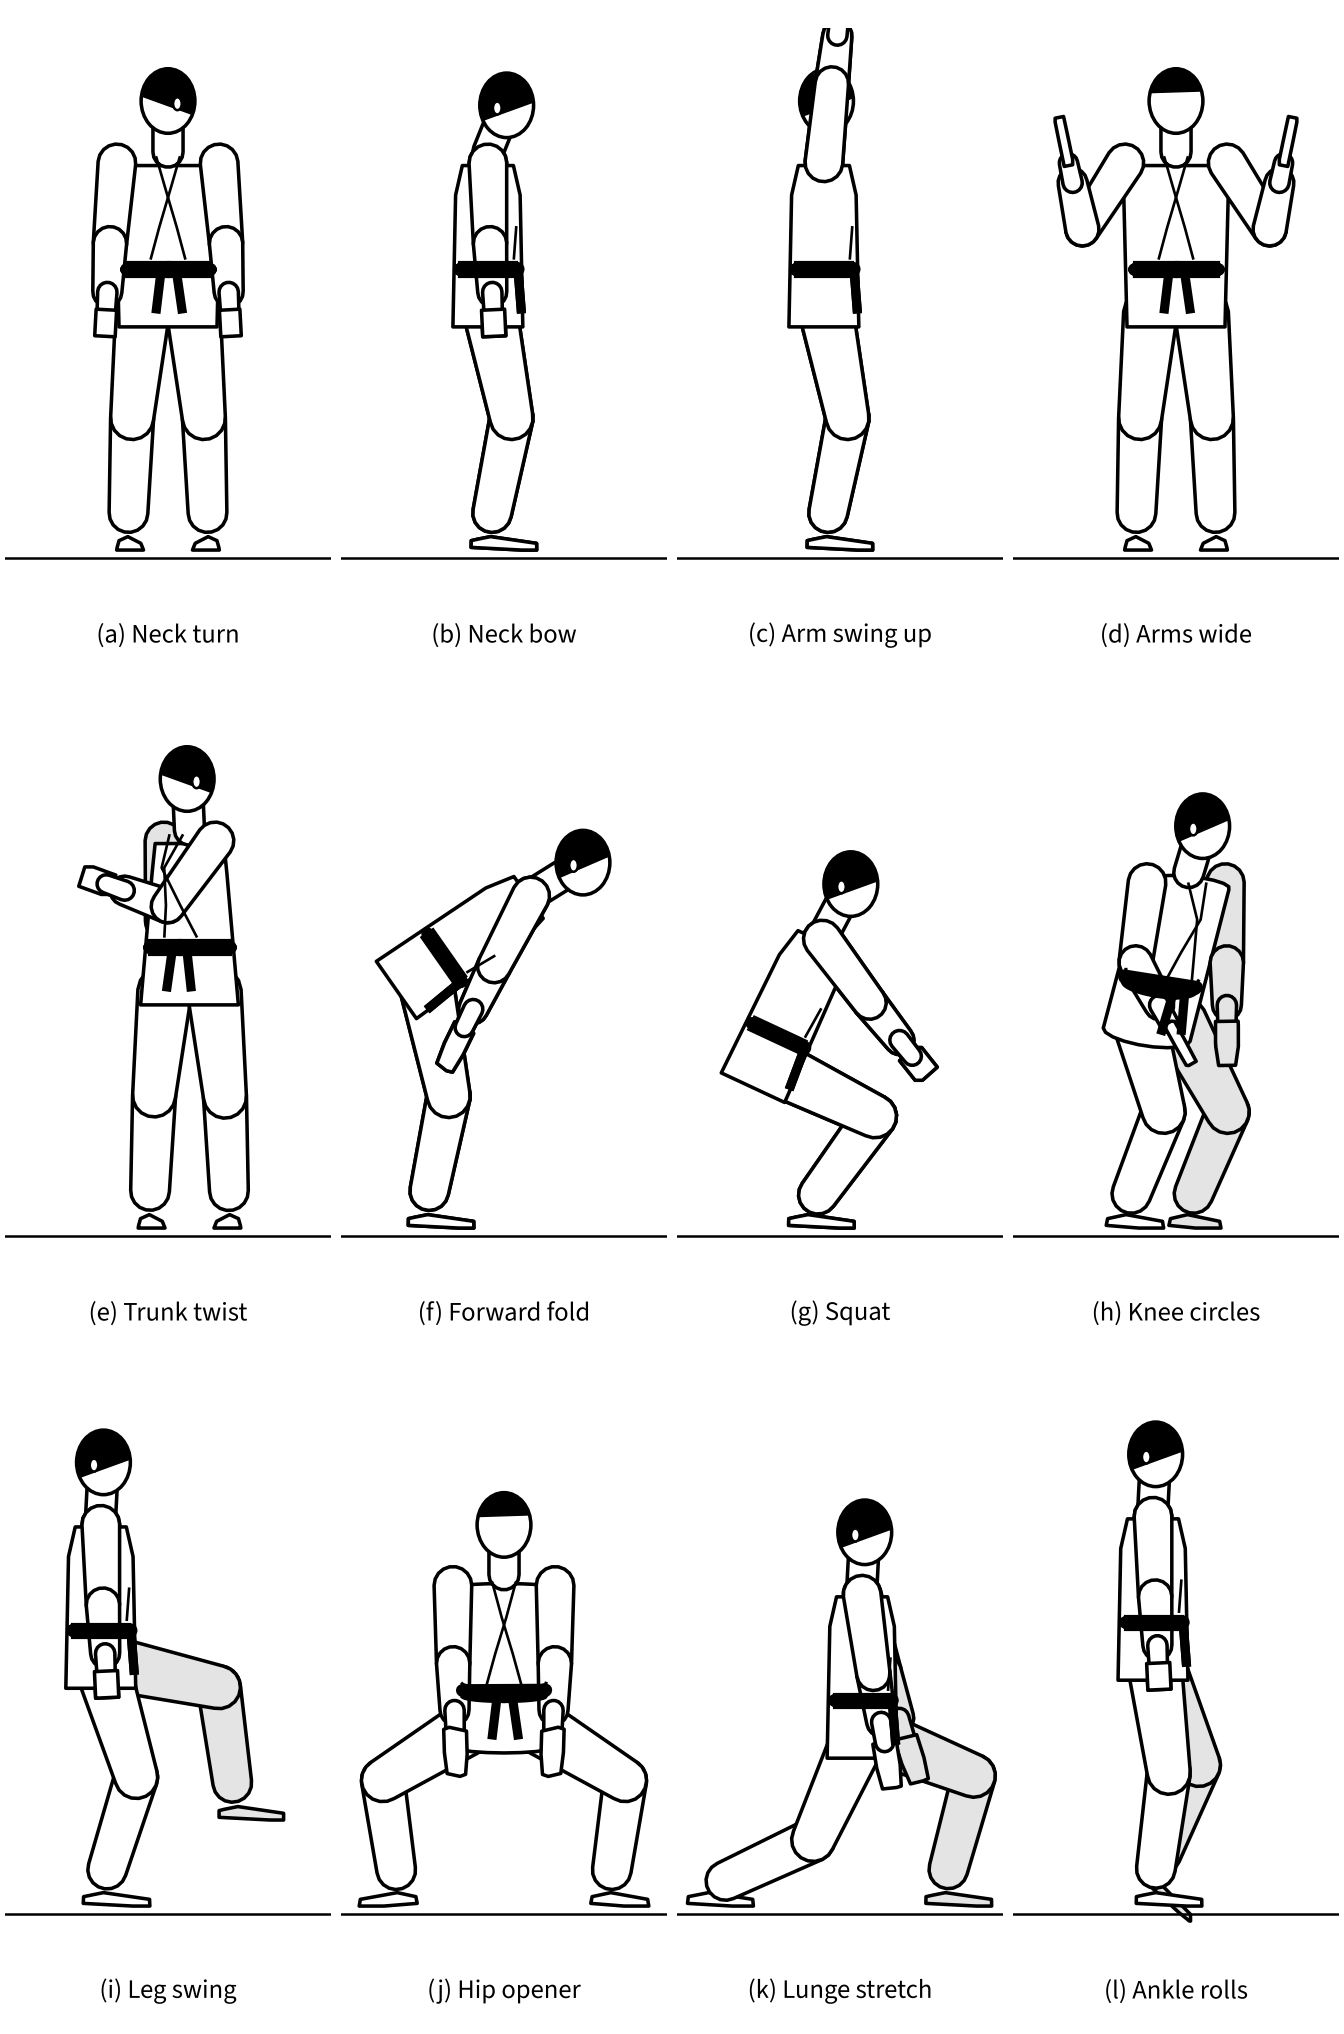 (a) Neck turn
(b) Neck bow
(c) Arm swing up
(d) Arms wide
(e) Trunk twist
(f) Forward fold
(g) Squat
(h) Knee circles
(i) Leg swing
(j) Hip opener
(k) Lunge stretch
(l) Ankle rolls